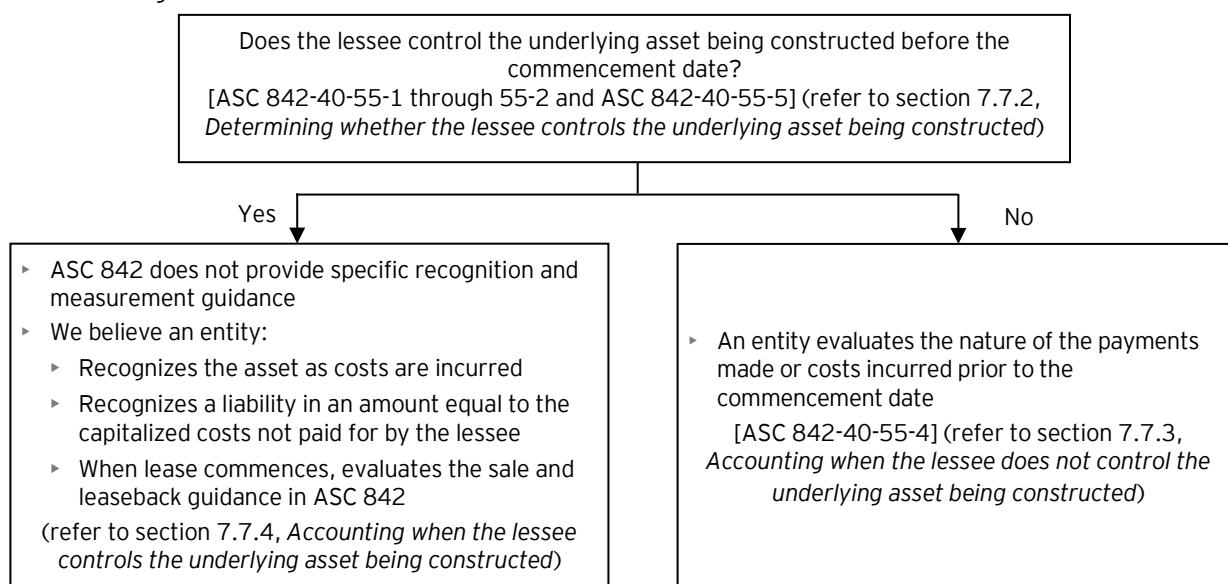 Does the lessee control the underlying asset being constructed before the
commencement date?
[ASC 842-40-55-1 through 55-2 and ASC 842-40-55-5] (refer to section 7.7.2,
Determining whether the lessee controls the underlying asset being constructed)
Yes
No
▸ ASC 842 does not provide specific recognition and
measurement guidance
▸ We believe an entity:
▸ Recognizes the asset as costs are incurred
▸ Recognizes a liability in an amount equal to the
capitalized costs not paid for by the lessee
▸ When lease commences, evaluates the sale and
leaseback guidance in ASC 842
(refer to section 7.7.4, Accounting when the lessee
controls the underlying asset being constructed)
▸ An entity evaluates the nature of the payments
made or costs incurred prior to the
commencement date
[ASC 842-40-55-4] (refer to section 7.7.3,
Accounting when the lessee does not control the
underlying asset being constructed)